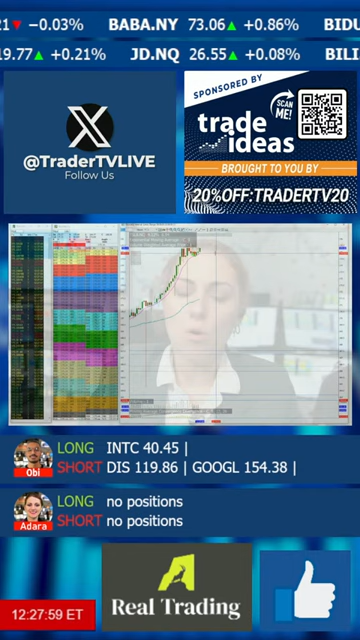 21 ▼ −0.03% BABA.NY 73.06 ▲ +0.86% BIDU
19.77 ▲ +0.21% JD.NQ 26.55 ▲ +0.08% BILI
X
@TraderTVLIVE
Follow Us
SPONSORED BY
SCAN ME!
trade ideas
BROUGHT TO YOU BY
20%OFF:TRADERTV20
Obi
LONG INTC 40.45 |
SHORT DIS 119.86 | GOOGL 154.38 |
Adara
LONG no positions
SHORT no positions
12:27:59 ET
Real Trading